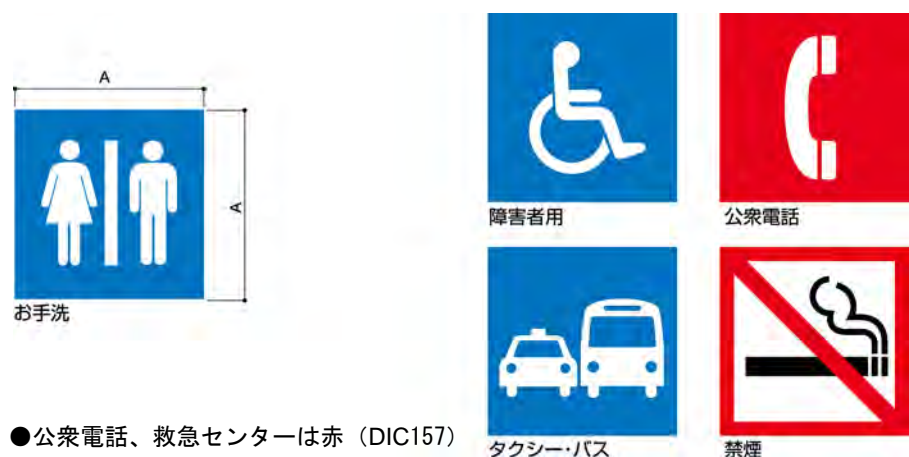 A
A
お手洗
障害者用
公衆電話
タクシー・バス
禁煙
●公衆電話、救急センターは赤（DIC157）